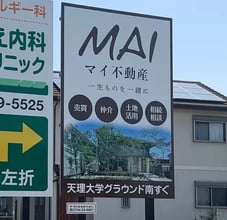 ルギー科
内科
リニック
9-5525
左折
MAI
マイ不動産
一生ものを一緒に
売買
仲介
土地
活用
相続
相談
天理大学グラウンド南すぐ